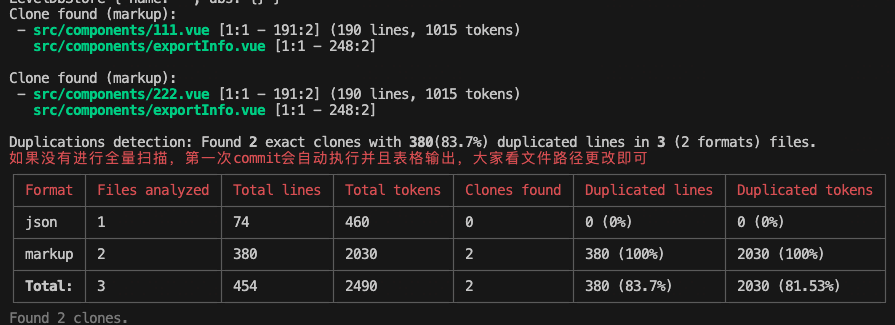 Clone found (markup):
- src/components/111.vue [1:1 - 191:2] (190 lines, 1015 tokens)
src/components/exportInfo.vue [1:1 - 248:2]
Clone found (markup):
- src/components/222.vue [1:1 - 191:2] (190 lines, 1015 tokens)
src/components/exportInfo.vue [1:1 - 248:2]
Duplications detection: Found 2 exact clones with 380(83.7%) duplicated lines in 3 (2 formats) files.
如果没有进行全量扫描，第一次commit会自动执行并且表格输出，大家看文件路径更改即可
Format Files analyzed Total lines Total tokens Clones found Duplicated lines Duplicated tokens
json 1 74 460 0 0 (0%) 0 (0%)
markup 2 380 2030 2 380 (100%) 2030 (100%)
Total: 3 454 2490 2 380 (83.7%) 2030 (81.53%)
Found 2 clones.